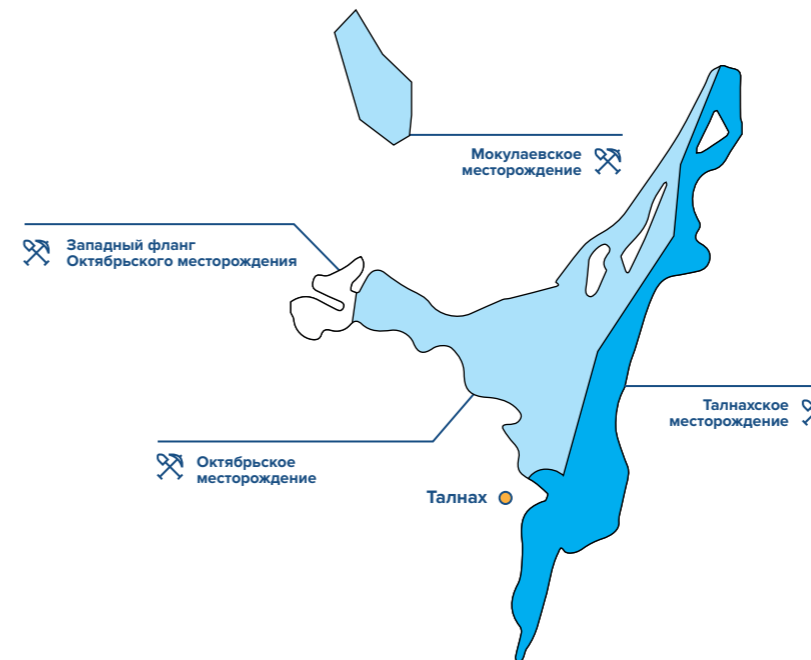 Мокулаевское
месторождение
Западный фланг
Октябрьского месторождения
Талнахское
месторождение
Октябрьское
месторождение
Талнах